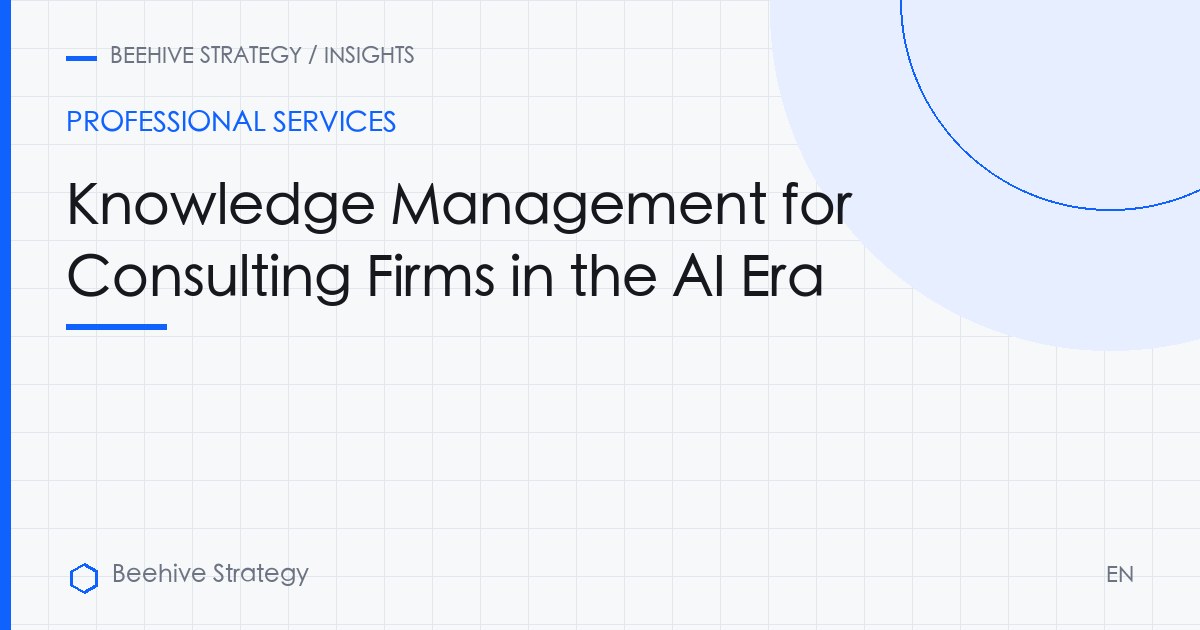 BEEHIVE STRATEGY / INSIGHTS
PROFESSIONAL SERVICES
Knowledge Management for
Consulting Firms in the AI Era
Beehive Strategy
EN